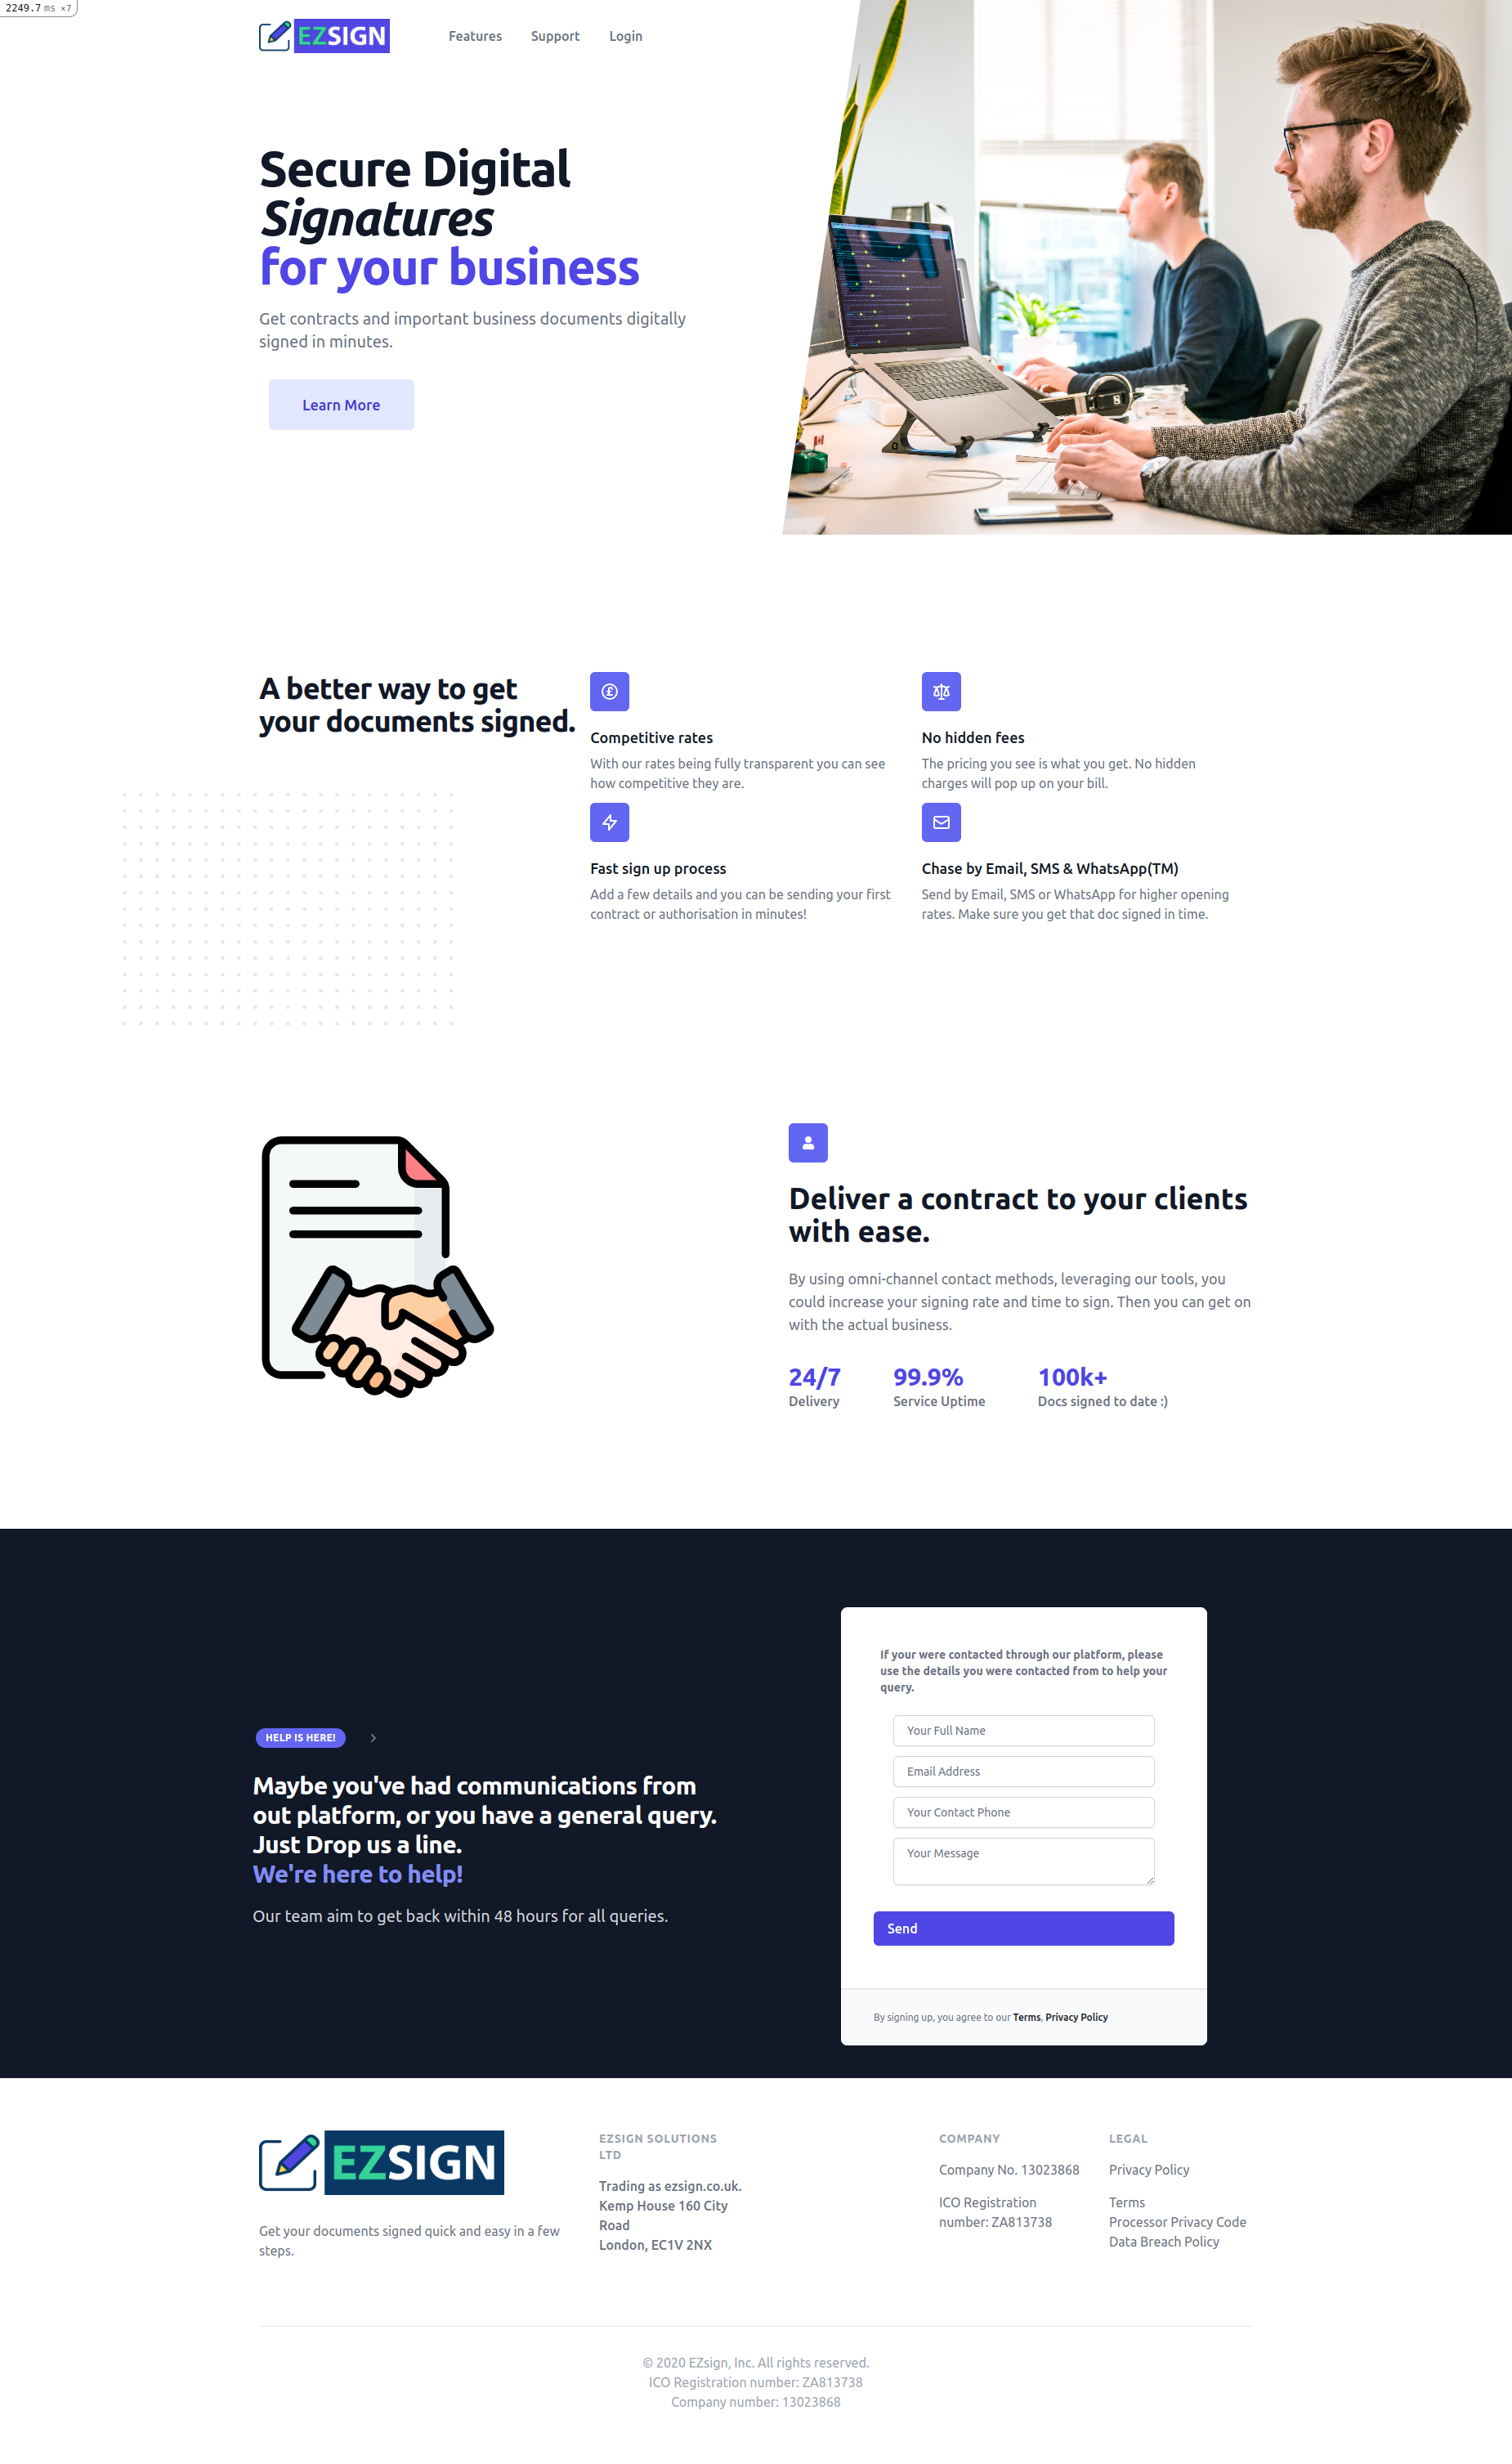 2249.7 ms ×7
EZSIGN
Features Support Login
Secure Digital
Signatures
for your business
Get contracts and important business documents digitally
signed in minutes.
Learn More
A better way to get
your documents signed.
Competitive rates
With our rates being fully transparent you can see
how competitive they are.
No hidden fees
The pricing you see is what you get. No hidden
charges will pop up on your bill.
Fast sign up process
Add a few details and you can be sending your first
contract or authorisation in minutes!
Chase by Email, SMS & WhatsApp(TM)
Send by Email, SMS or WhatsApp for higher opening
rates. Make sure you get that doc signed in time.
Deliver a contract to your clients
with ease.
By using omni-channel contact methods, leveraging our tools, you
could increase your signing rate and time to sign. Then you can get on
with the actual business.
24/7
Delivery
99.9%
Service Uptime
100k+
Docs signed to date :)
HELP IS HERE!
Maybe you've had communications from
out platform, or you have a general query.
Just Drop us a line.
We're here to help!
Our team aim to get back within 48 hours for all queries.
If your were contacted through our platform, please
use the details you were contacted from to help your
query.
Your Full Name
Email Address
Your Contact Phone
Your Message
Send
By signing up, you agree to our Terms, Privacy Policy
EZSIGN
Get your documents signed quick and easy in a few
steps.
EZSIGN SOLUTIONS
LTD
Trading as ezsign.co.uk.
Kemp House 160 City
Road
London, EC1V 2NX
COMPANY
Company No. 13023868
ICO Registration
number: ZA813738
LEGAL
Privacy Policy
Terms
Processor Privacy Code
Data Breach Policy
© 2020 EZsign, Inc. All rights reserved.
ICO Registration number: ZA813738
Company number: 13023868